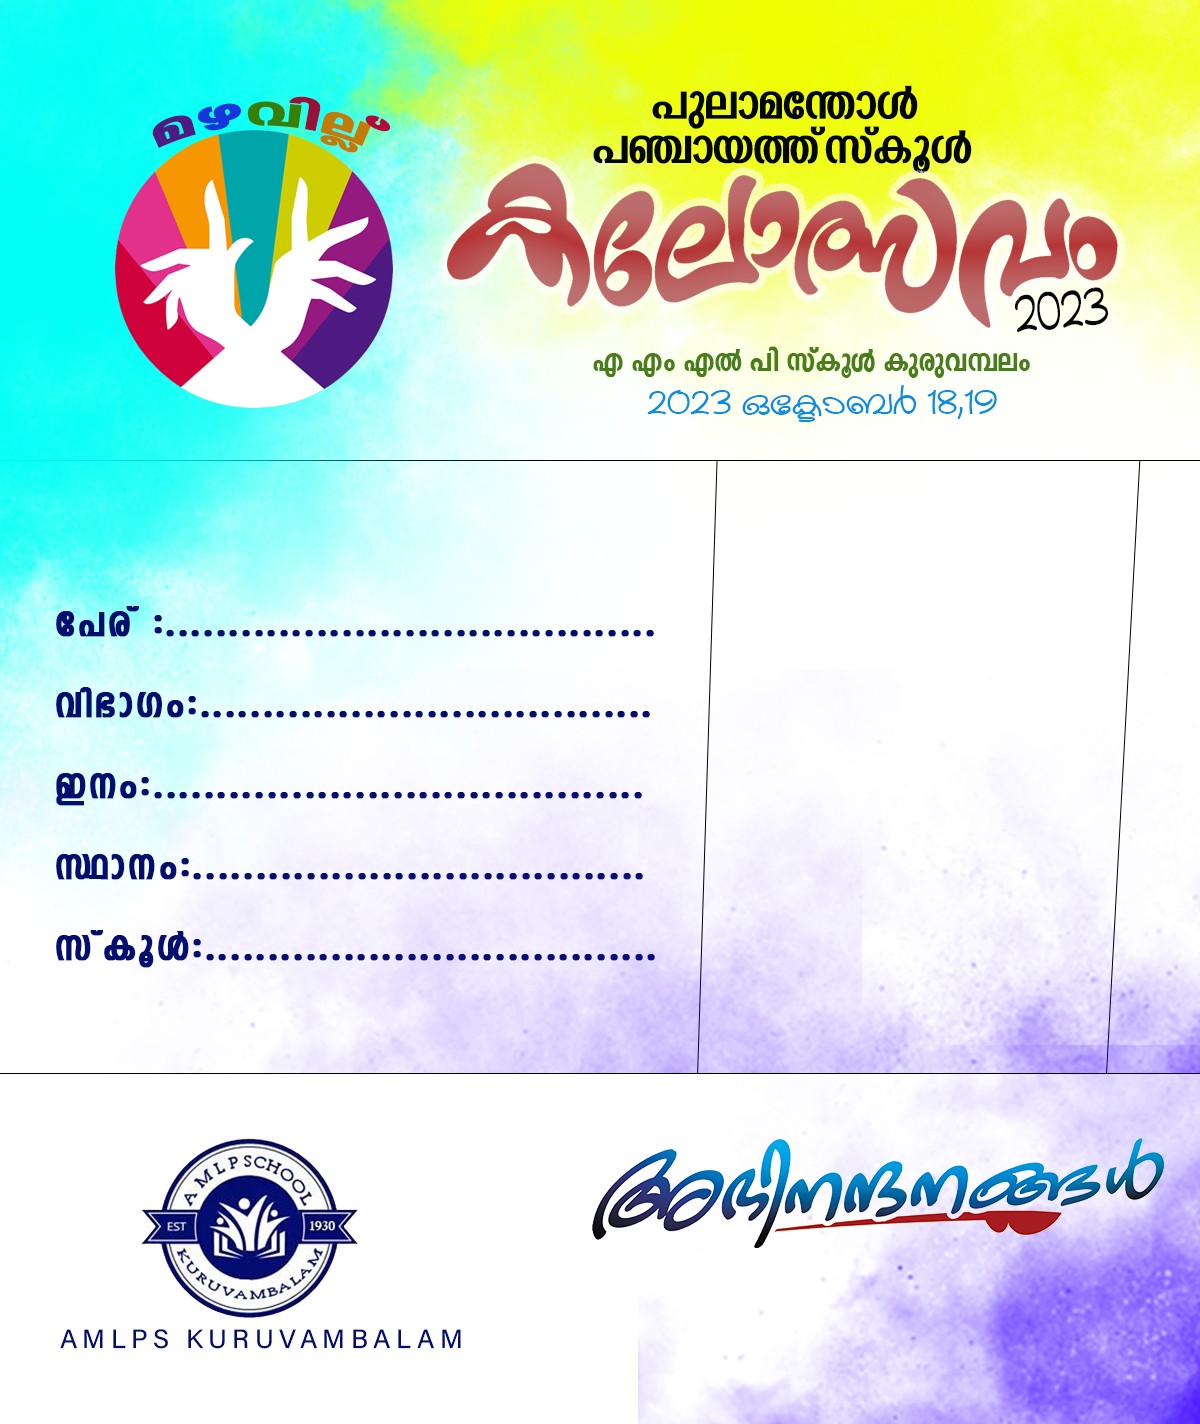 മഴവില്ല്
പുലാമന്തോൾ
പഞ്ചായത്ത് സ്കൂൾ
കലോത്സവം
2023
എ എം എൽ പി സ്കൂൾ കുരുവമ്പലം
2023 ഒക്ടോബർ 18,19
പേര് :.......................................
വിഭാഗം:....................................
ഇനം:.......................................
സ്ഥാനം:....................................
സ്കൂൾ:....................................
AMLP SCHOOL
EST 1930
KURUVAMBALAM
AMLPS KURUVAMBALAM
അഭിനന്ദനങ്ങൾ